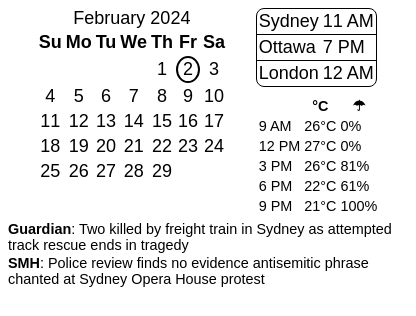 February 2024
Su Mo Tu We Th Fr Sa
1 2 3
4 5 6 7 8 9 10
11 12 13 14 15 16 17
18 19 20 21 22 23 24
25 26 27 28 29
Sydney 11 AM
Ottawa 7 PM
London 12 AM
°C ☂
9 AM 26°C 0%
12 PM 27°C 0%
3 PM 26°C 81%
6 PM 22°C 61%
9 PM 21°C 100%
Guardian: Two killed by freight train in Sydney as attempted
track rescue ends in tragedy
SMH: Police review finds no evidence antisemitic phrase
chanted at Sydney Opera House protest